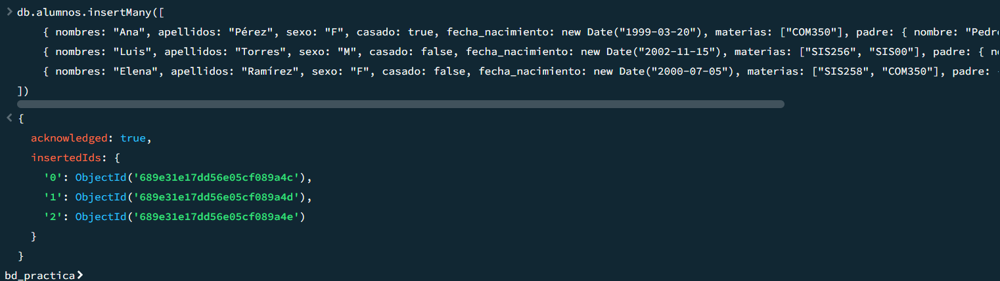 > db.alumnos.insertMany([
{ nombres: "Ana", apellidos: "Pérez", sexo: "F", casado: true, fecha_nacimiento: new Date("1999-03-20"), materias: ["COM350"], padre: { nombre: "Pedr
{ nombres: "Luis", apellidos: "Torres", sexo: "M", casado: false, fecha_nacimiento: new Date("2002-11-15"), materias: ["SIS256", "SIS00"], padre: { no
{ nombres: "Elena", apellidos: "Ramírez", sexo: "F", casado: false, fecha_nacimiento: new Date("2000-07-05"), materias: ["SIS258", "COM350"], padre:
])
< {
acknowledged: true,
insertedIds: {
'0': ObjectId('689e31e17dd56e05cf089a4c'),
'1': ObjectId('689e31e17dd56e05cf089a4d'),
'2': ObjectId('689e31e17dd56e05cf089a4e')
}
}
bd_practica>